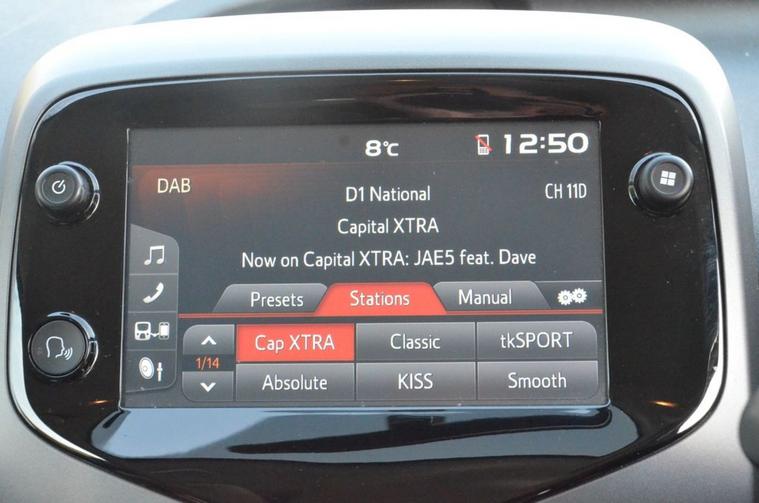 8°C 12:50
DAB D1 National CH 11D
Capital XTRA
Now on Capital XTRA: JAE5 feat. Dave
Presets Stations Manual
Cap XTRA Classic tkSPORT
1/14
Absolute KISS Smooth